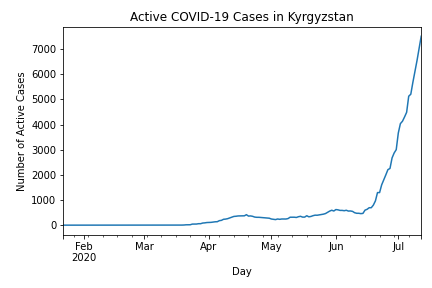 Active COVID-19 Cases in Kyrgyzstan
Number of Active Cases
7000
6000
5000
4000
3000
2000
1000
0
Feb Mar Apr May Jun Jul
2020
Day